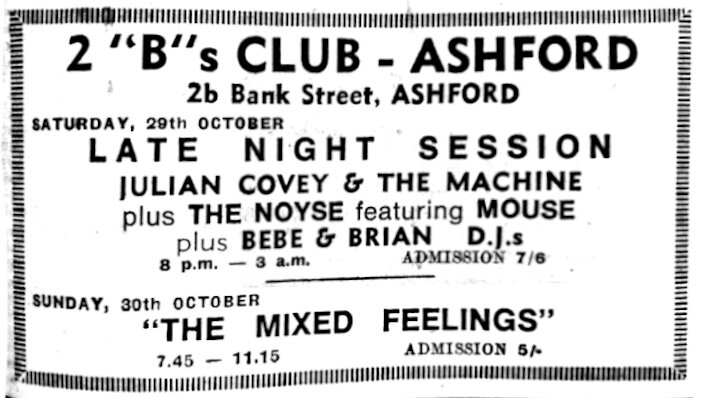 2 "B"s CLUB - ASHFORD
2b Bank Street, ASHFORD
SATURDAY, 29th OCTOBER
LATE NIGHT SESSION
JULIAN COVEY & THE MACHINE
plus THE NOYSE featuring MOUSE
plus BEBE & BRIAN D.J.s
8 p.m. — 3 a.m. ADMISSION 7/6
SUNDAY, 30th OCTOBER
"THE MIXED FEELINGS"
7.45 — 11.15 ADMISSION 5/-